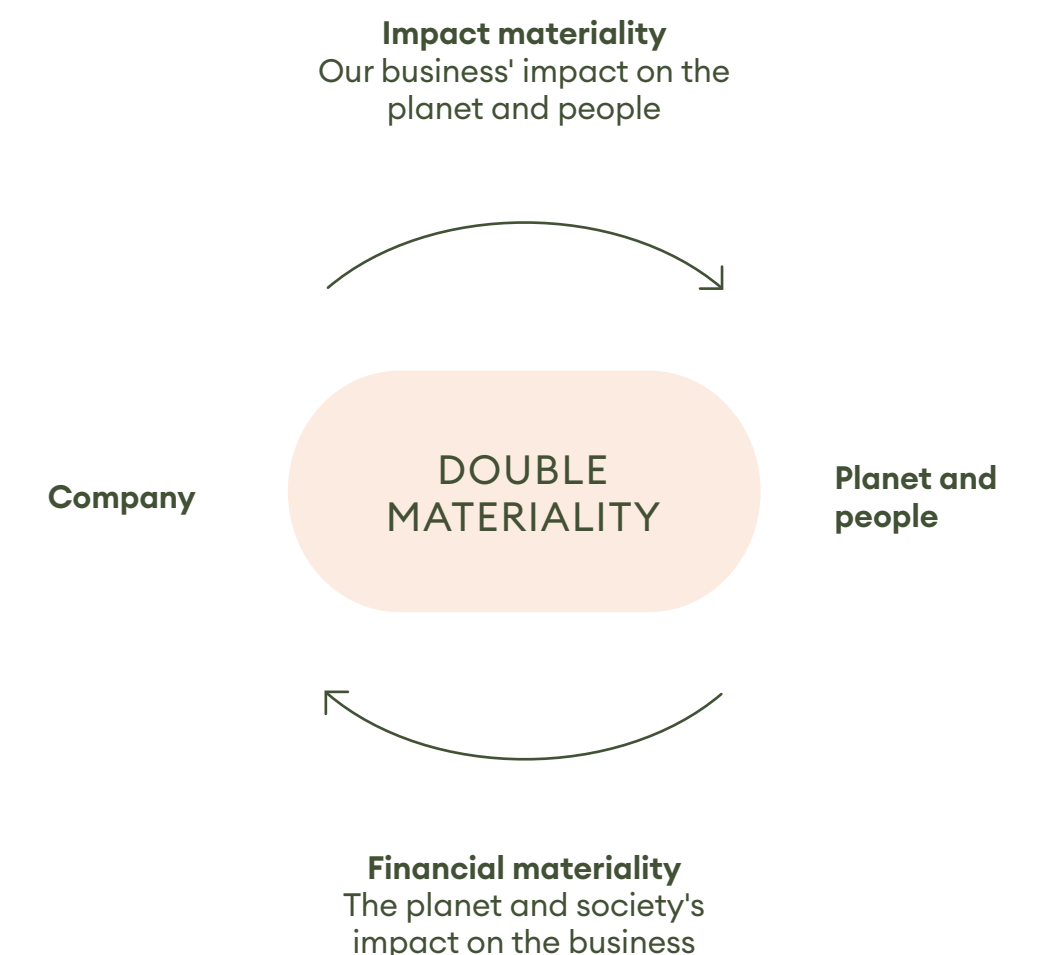 Impact materiality
Our business' impact on the
planet and people
DOUBLE
MATERIALITY
Company
Planet and
people
Financial materiality
The planet and society's
impact on the business